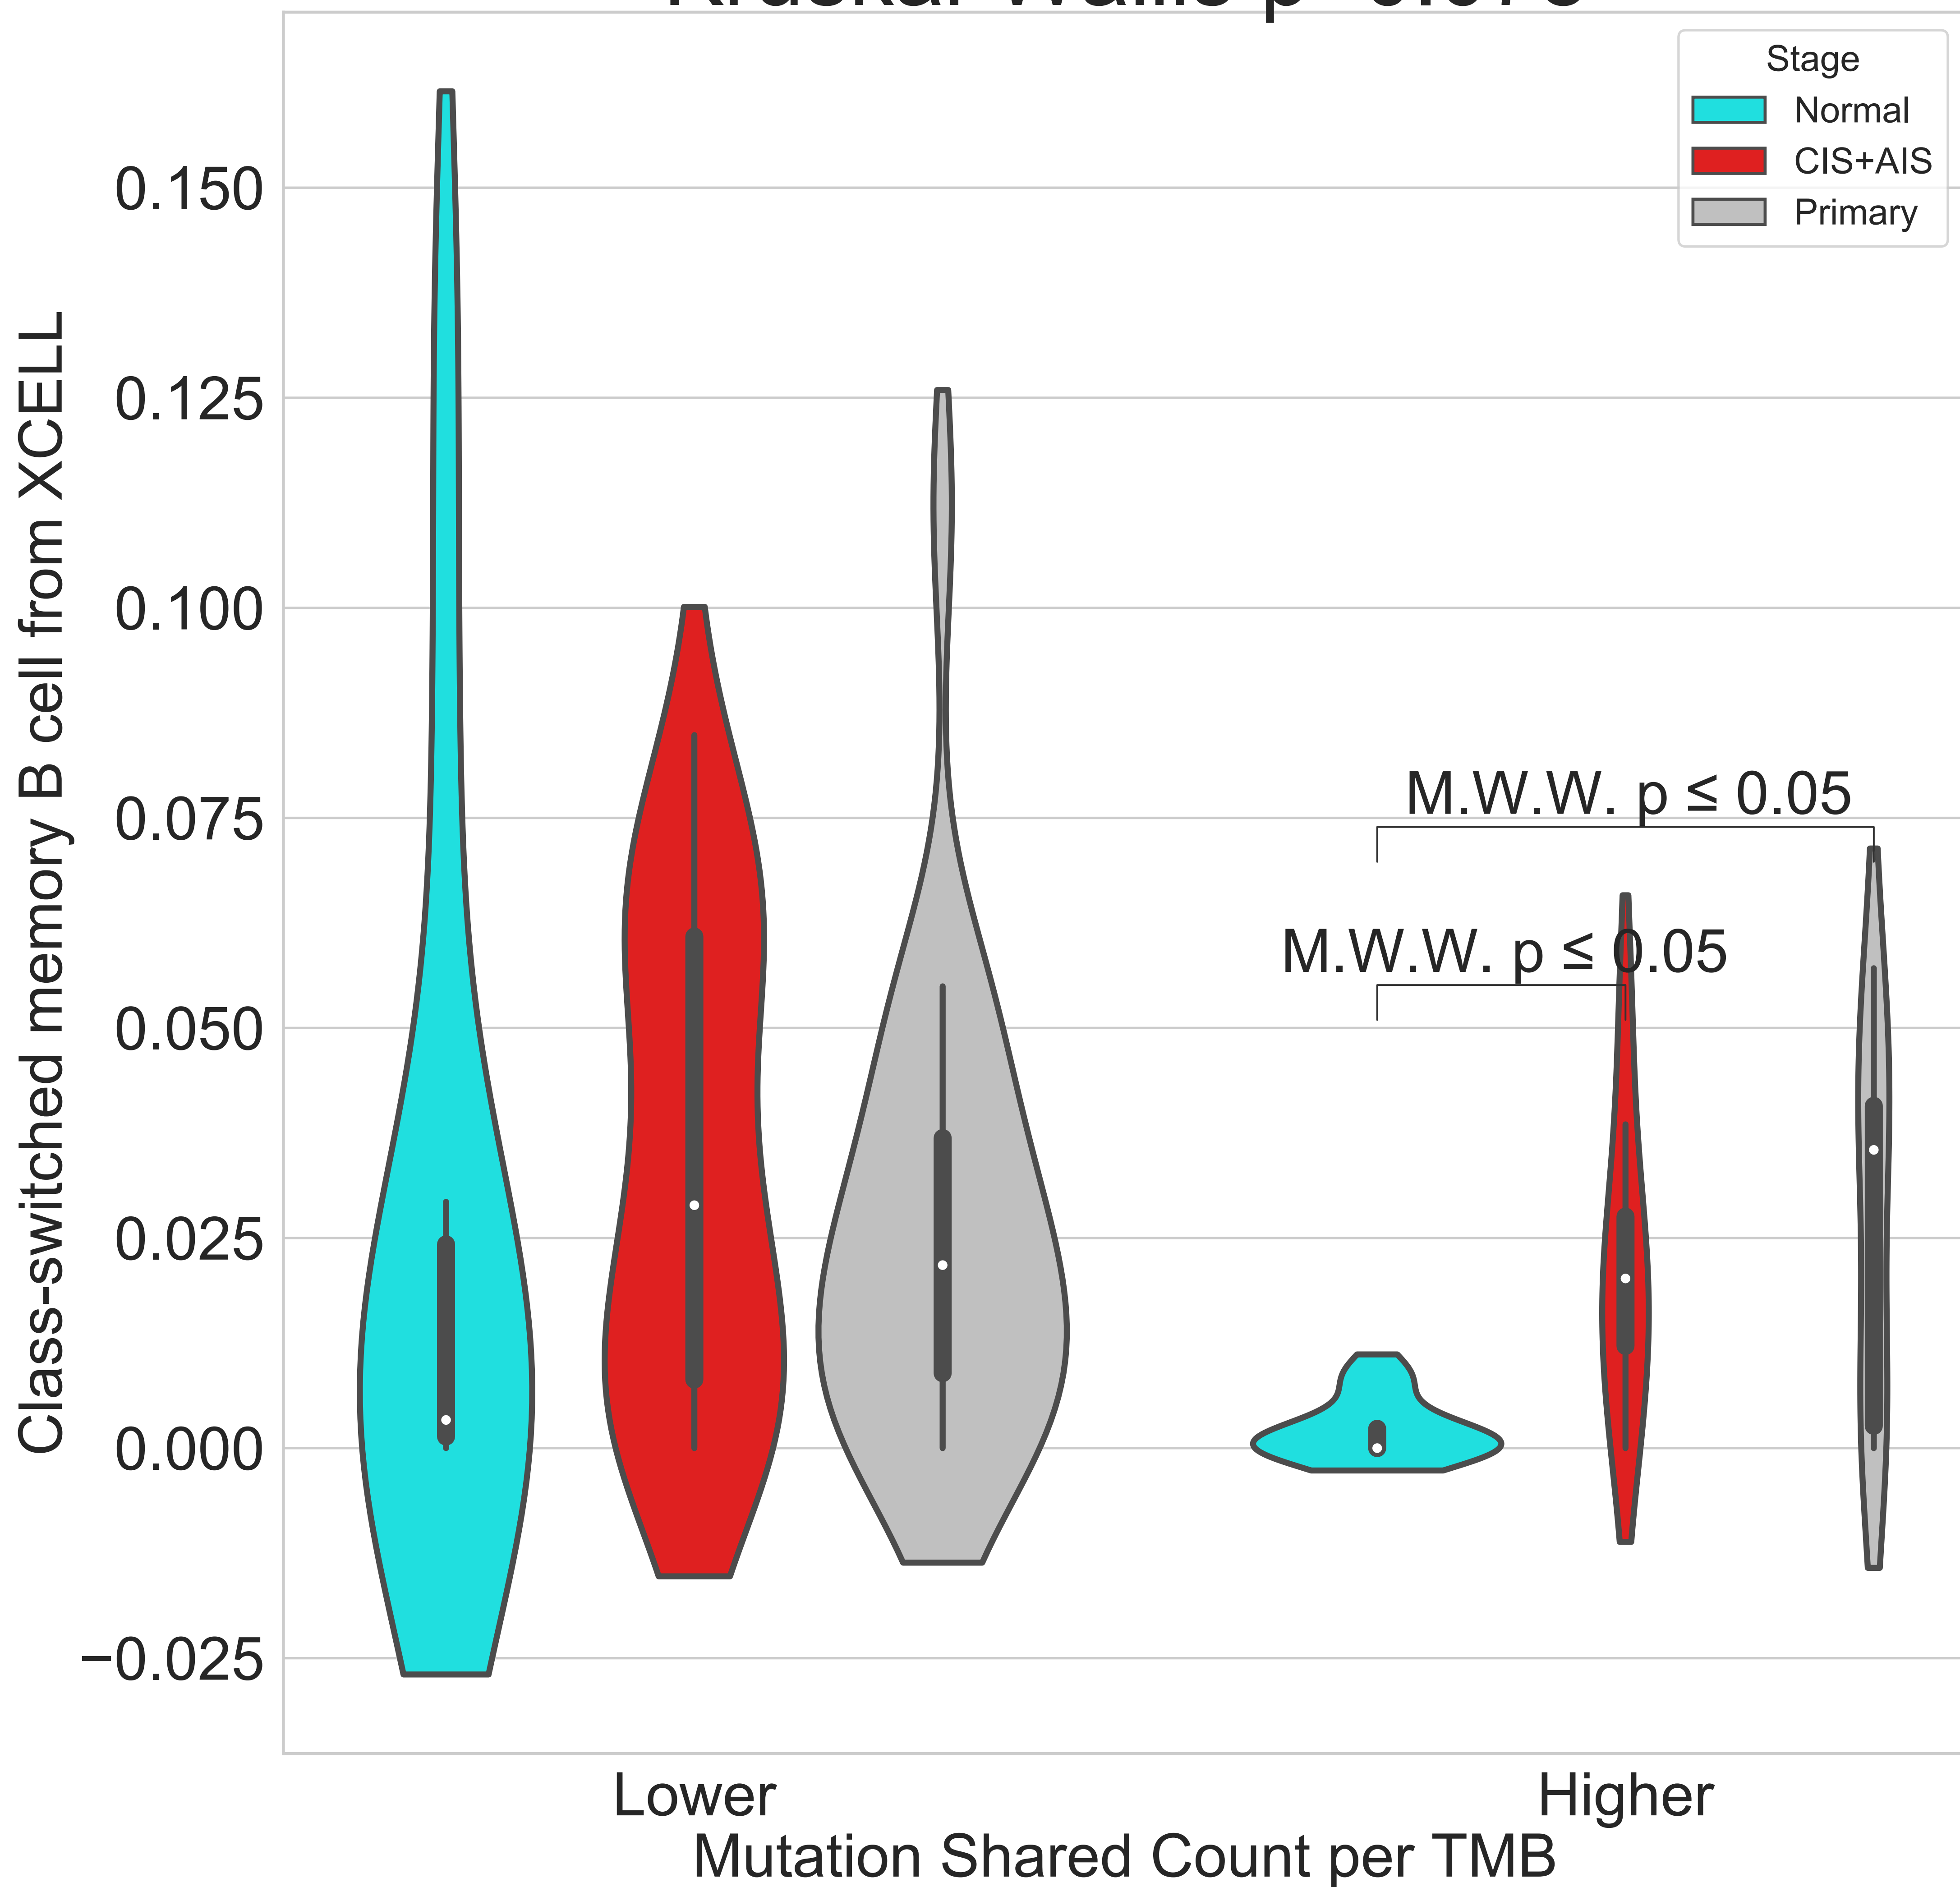 Stage
Normal
CIS+AIS
Primary
0.150
0.125
0.100
0.075
0.050
0.025
0.000
−0.025
Class-switched memory B cell from XCELL
M.W.W. p ≤ 0.05
M.W.W. p ≤ 0.05
Lower
Higher
Mutation Shared Count per TMB